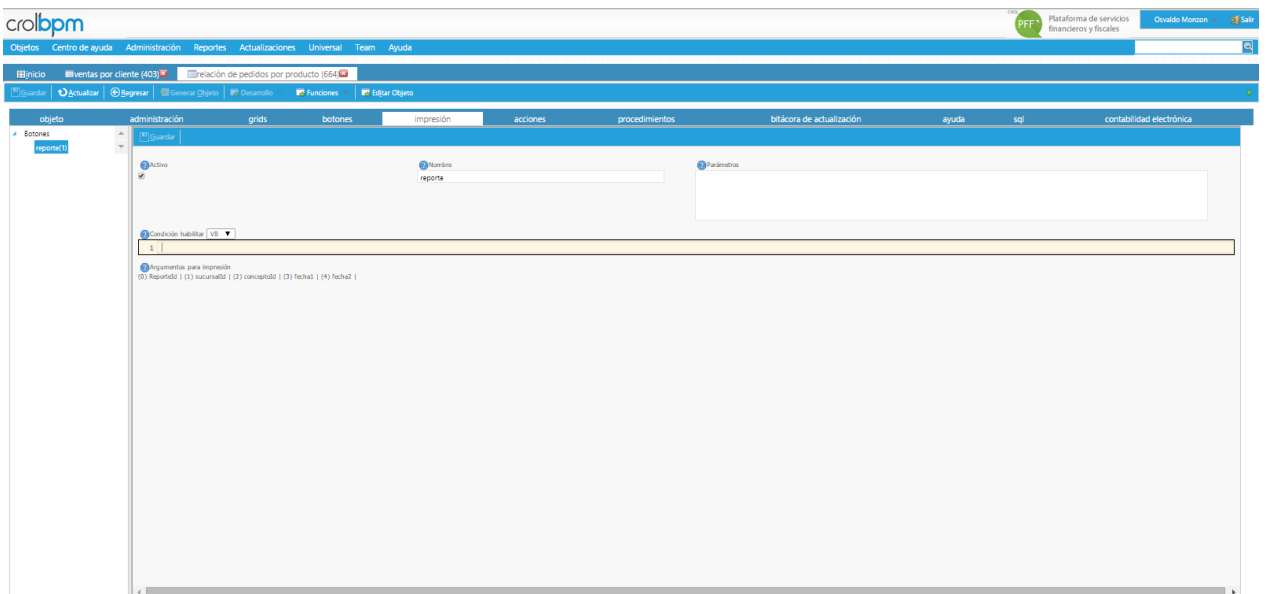 crolbpm
CROL
PFF
Plataforma de servicios
financieros y fiscales
Osvaldo Monzon
Salir
Objetos Centro de ayuda Administración Reportes Actualizaciones Universal Team Ayuda
Inicio ventas por cliente (403) relación de pedidos por producto (664)
Guardar Actualizar Regresar Generar Objeto Desarrollo Funciones Editar Objeto
objeto administración grids botones impresión acciones procedimientos bitácora de actualización ayuda sql contabilidad electrónica
Botones
reporte(1)
Guardar
Activo Nombre Parámetros
reporte
Condición habilitar VB
1
Argumentos para impresión
(0) ReporteId | (1) sucursalId | (2) conceptoId | (3) fecha1 | (4) fecha2 |